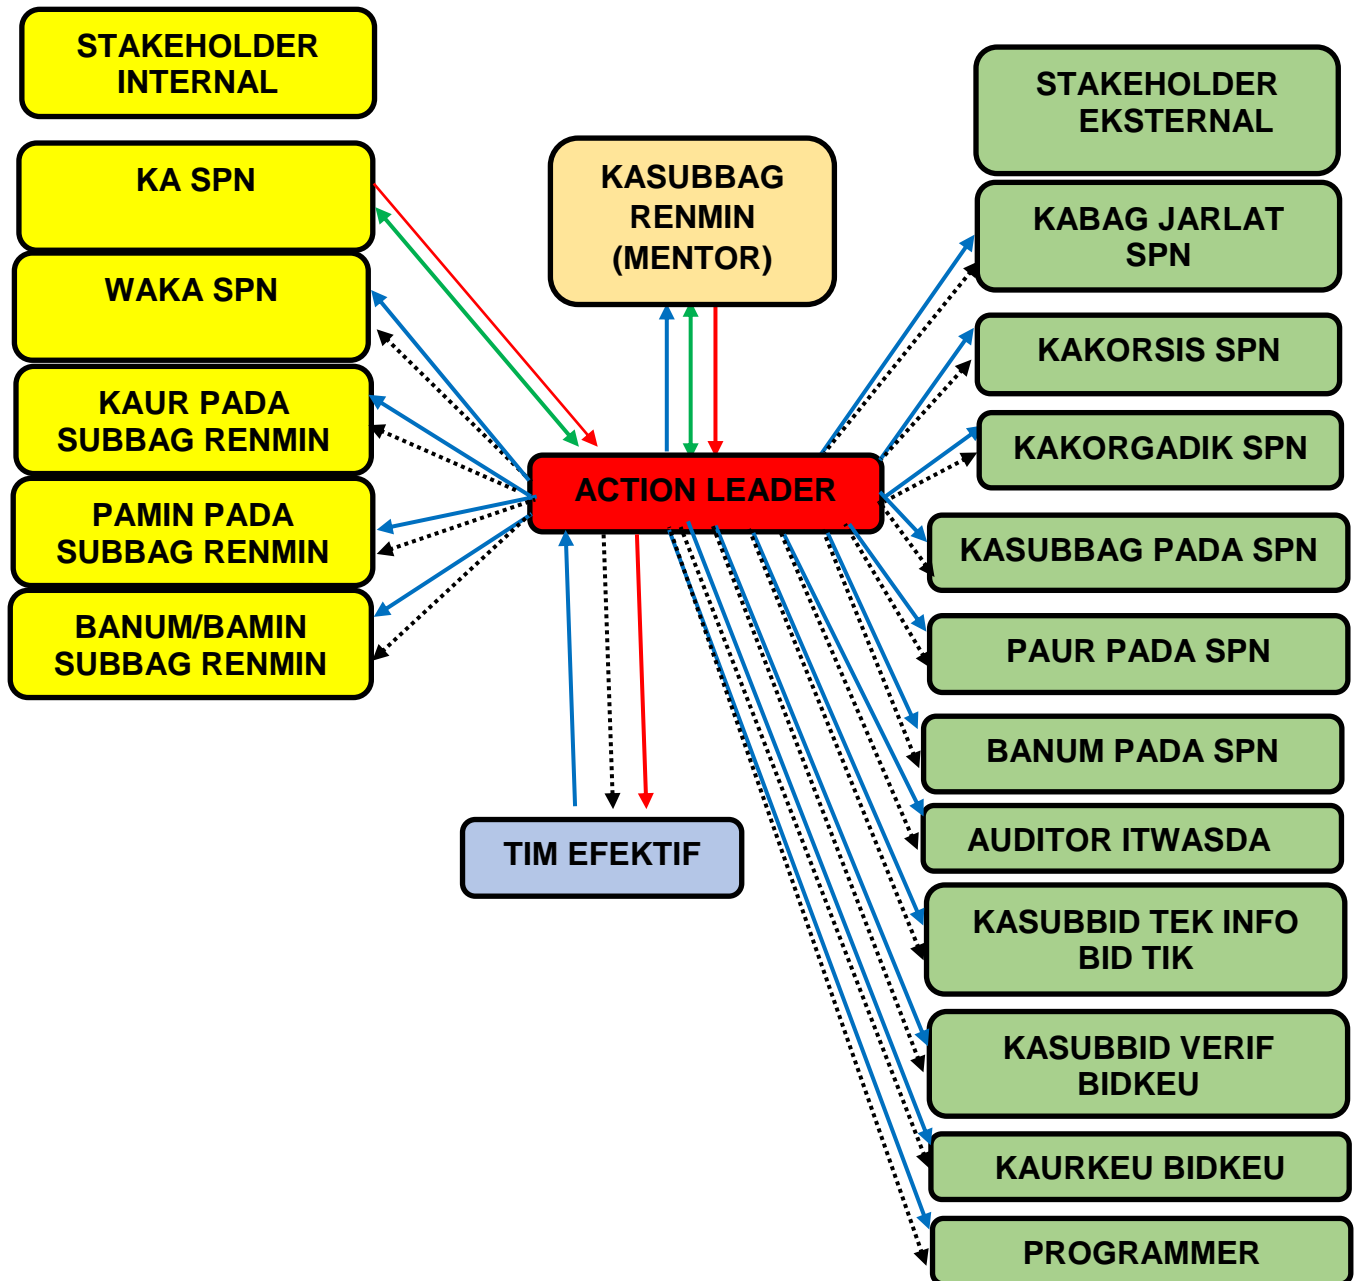 STAKEHOLDER
INTERNAL
KA SPN
WAKA SPN
KAUR PADA
SUBBAG RENMIN
PAMIN PADA
SUBBAG RENMIN
BANUM/BAMIN
SUBBAG RENMIN
KASUBBAG
RENMIN
(MENTOR)
ACTION LEADER
TIM EFEKTIF
STAKEHOLDER
EKSTERNAL
KABAG JARLAT
SPN
KAKORSIS SPN
KAKORGADIK SPN
KASUBBAG PADA SPN
PAUR PADA SPN
BANUM PADA SPN
AUDITOR ITWASDA
KASUBBID TEK INFO
BID TIK
KASUBBID VERIF
BIDKEU
KAURKEU BIDKEU
PROGRAMMER